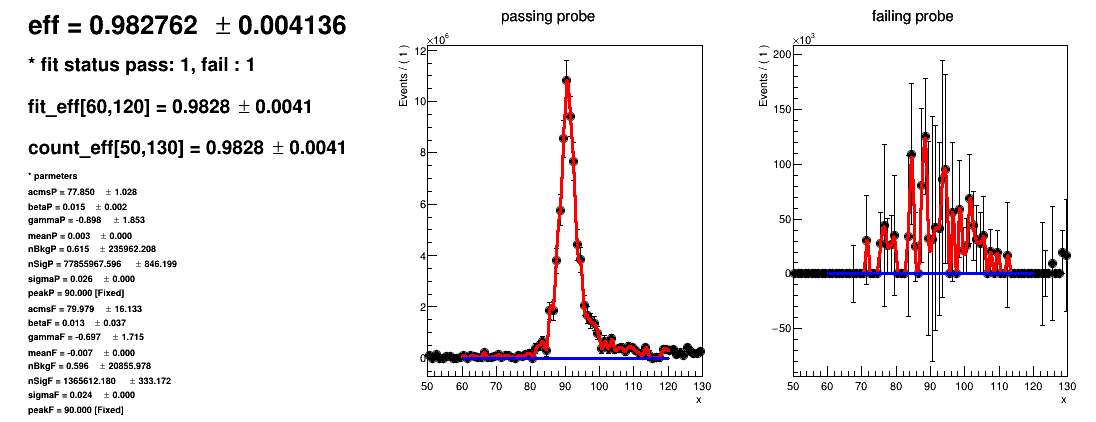 eff = 0.982762 ± 0.004136
* fit status pass: 1, fail : 1
fit_eff[60,120] = 0.9828 ± 0.0041
count_eff[50,130] = 0.9828 ± 0.0041
* parmeters
acmsP = 77.850 ± 1.028
betaP = 0.015 ± 0.002
gammaP = -0.898 ± 1.853
meanP = 0.003 ± 0.000
nBkgP = 0.615 ± 235962.208
nSigP = 77855967.596 ± 846.199
sigmaP = 0.026 ± 0.000
peakP = 90.000 [Fixed]
acmsF = 79.979 ± 16.133
betaF = 0.013 ± 0.037
gammaF = -0.697 ± 1.715
meanF = -0.007 ± 0.000
nBkgF = 0.596 ± 20855.978
nSigF = 1365612.180 ± 333.172
sigmaF = 0.024 ± 0.000
peakF = 90.000 [Fixed]
passing probe
×10⁶
Events / ( 1 )
12
10
8
6
4
2
0
50 60 70 80 90 100 110 120 130
x
failing probe
×10³
Events / ( 1 )
200
150
100
50
0
−50
50 60 70 80 90 100 110 120 130
x